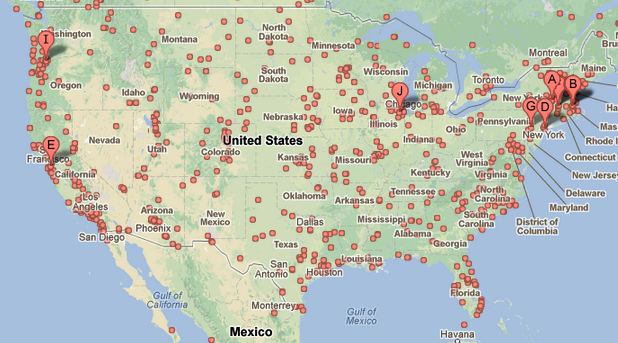 Washington
Montana
North
Dakota
Minnesota
Montreal
Maine
Oregon
Idaho
Wyoming
South
Dakota
Wisconsin
Michigan
Toronto
New York
Nevada
Utah
Colorado
Nebraska
Iowa
Chicago
Illinois
Indiana
Ohio
Pennsylvania
New York
United States
Kansas
Missouri
West
Virginia
Virginia
Kentucky
Rhode I
Connecticut
New Jersey
Delaware
Maryland
District of
Columbia
Francisco
California
Los
Angeles
San Diego
Arizona
Phoenix
New
Mexico
Oklahoma
Arkansas
Tennessee
North
Carolina
South
Carolina
Dallas
Mississippi
Alabama
Georgia
Texas
San
Antonio
Houston
Louisiana
Florida
Gulf of
California
Monterrey
Gulf of
Mexico
Mexico
Havana
I
J
E
A
B
G
D